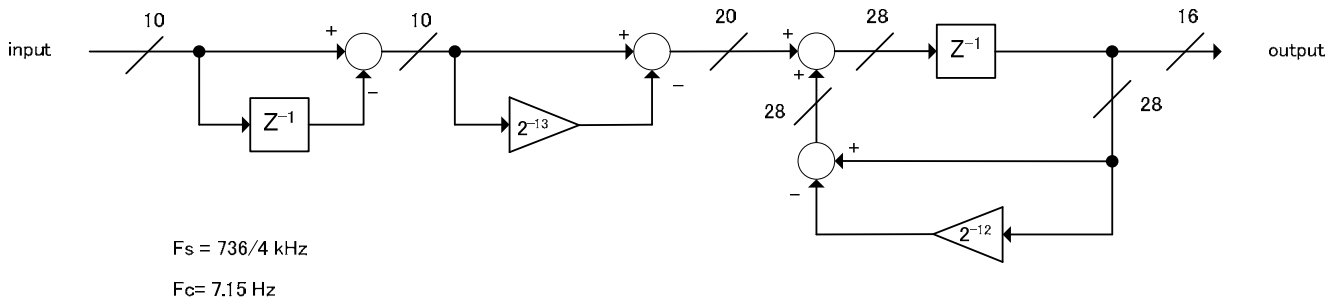 10 10 20 28 16
input + + + Z⁻¹ output
− − +
Z⁻¹ 2⁻¹³ 28 28
+
−
2⁻¹²
Fs = 736/4 kHz
Fc= 7.15 Hz